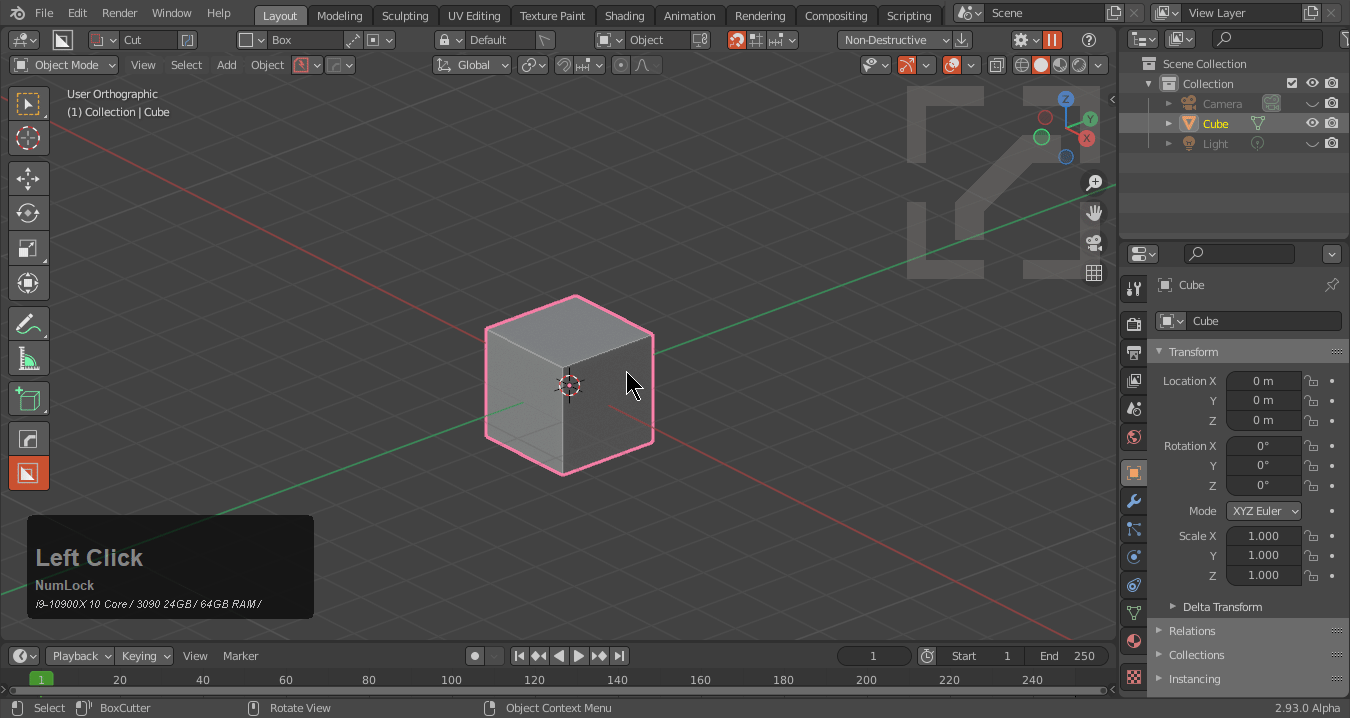 File Edit Render Window Help Layout Modeling Sculpting UV Editing Texture Paint Shading Animation Rendering Compositing Scripting Scene View Layer
Cut Box Default Object Non-Destructive
Object Mode View Select Add Object Global
User Orthographic
(1) Collection | Cube
Z
Y
X
Scene Collection
Collection
Camera
Cube
Light
Cube
Cube
Transform
Location X 0 m
Y 0 m
Z 0 m
Rotation X 0°
Y 0°
Z 0°
Mode XYZ Euler
Scale X 1.000
Y 1.000
Z 1.000
Delta Transform
Relations
Collections
Instancing
Left Click
NumLock
i9-10900X 10 Core / 3090 24GB / 64GB RAM /
Playback Keying View Marker 1 Start 1 End 250
1 20 40 60 80 100 120 140 160 180 200 220 240
Select BoxCutter Rotate View Object Context Menu 2.93.0 Alpha